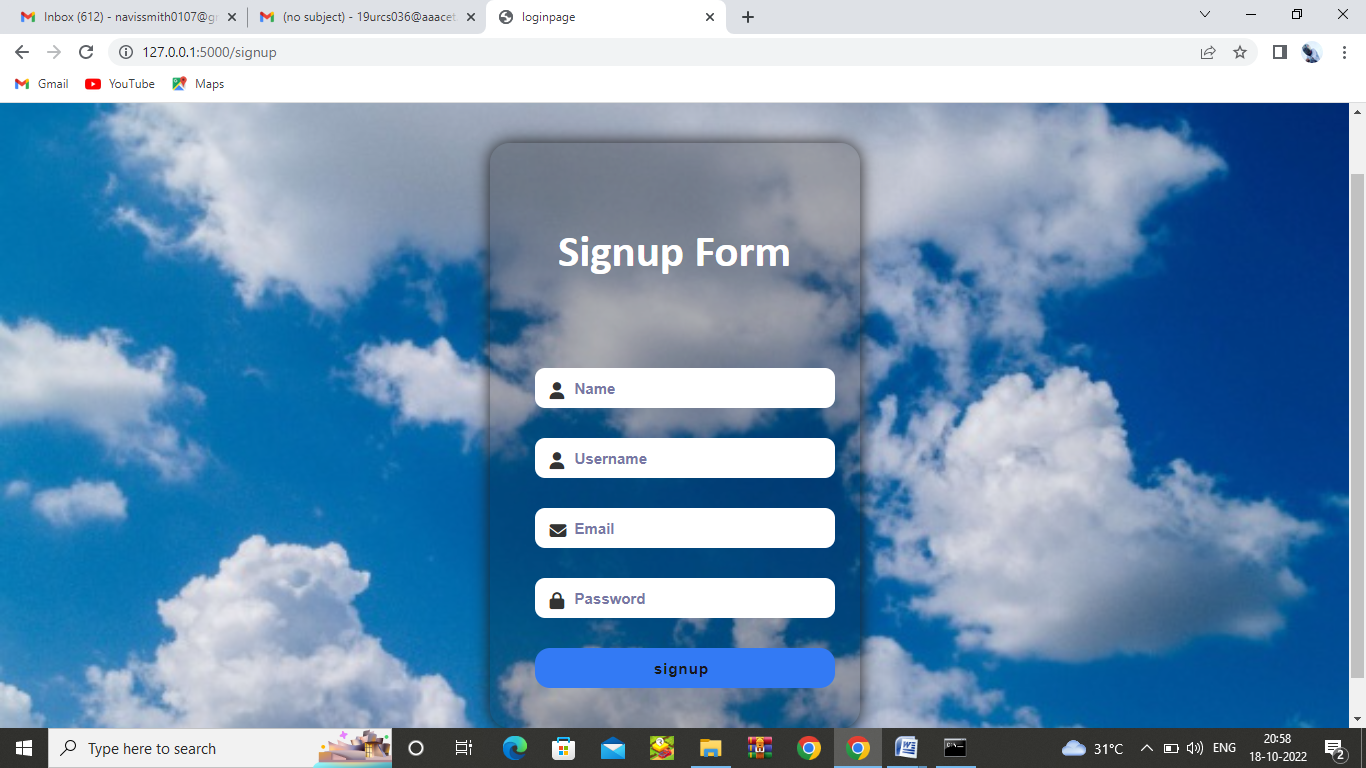 Inbox (612) - navissmith0107@gm
(no subject) - 19urcs036@aaacet.
loginpage
127.0.0.1:5000/signup
Gmail
YouTube
Maps
Signup Form
Name
Username
Email
Password
signup
Type here to search
31°C
ENG
20:58
18-10-2022
2